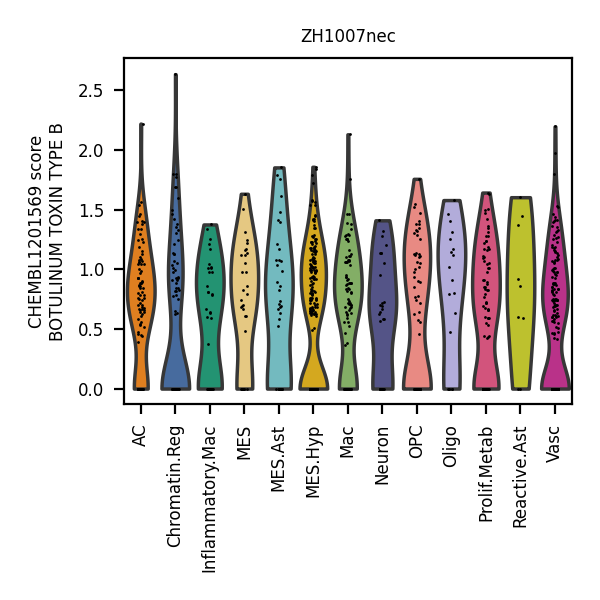 ZH1007nec
CHEMBL1201569 score
BOTULINUM TOXIN TYPE B
2.5
2.0
1.5
1.0
0.5
0.0
AC
Chromatin.Reg
Inflammatory.Mac
MES
MES.Ast
MES.Hyp
Mac
Neuron
OPC
Oligo
Prolif.Metab
Reactive.Ast
Vasc